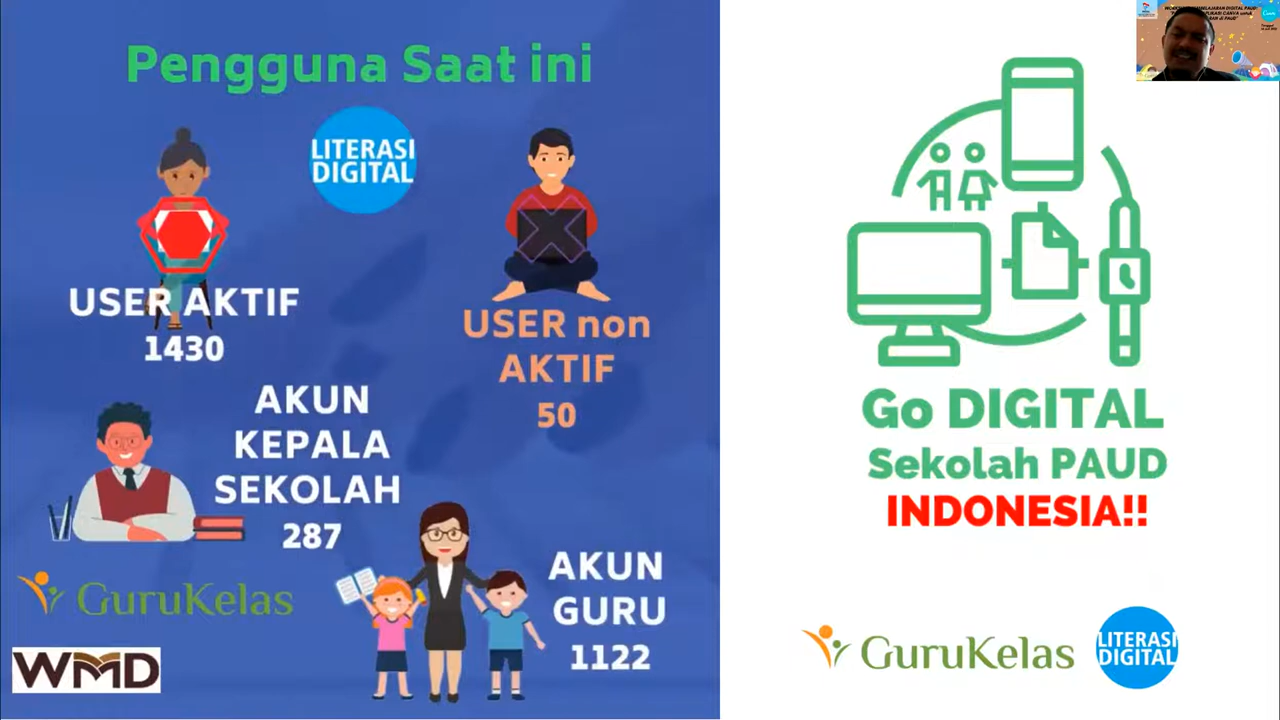 Pengguna Saat ini
LITERASI
DIGITAL
USER AKTIF
1430
USER non
AKTIF
50
AKUN
KEPALA
SEKOLAH
287
GuruKelas
WMD
AKUN
GURU
1122
Go DIGITAL
Sekolah PAUD
INDONESIA!!
GuruKelas
LITERASI
DIGITAL